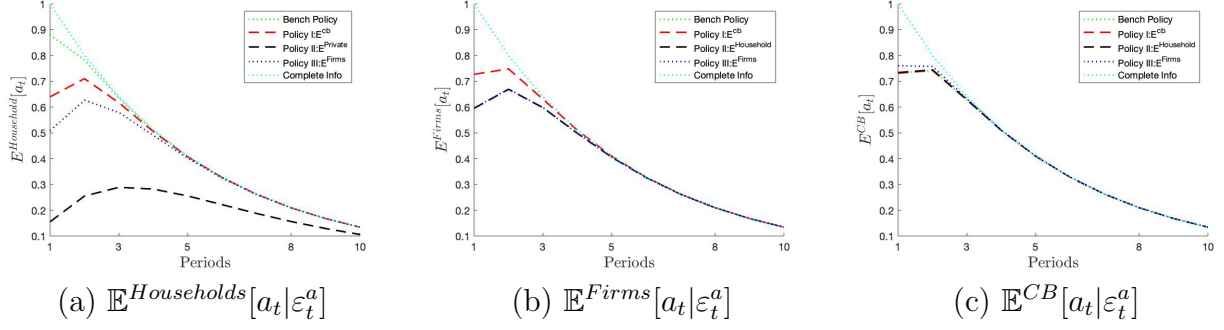 1
0.9
0.8
0.7
0.6
0.5
0.4
0.3
0.2
0.1
1 3 5 8 10
E^{Household}[a_t]
Periods
Bench Policy
Policy I:E^{cb}
Policy II:E^{Private}
Policy III:E^{Firms}
Complete Info
(a) 𝔼^{Households}[a_t|ε_t^a]
1
0.9
0.8
0.7
0.6
0.5
0.4
0.3
0.2
0.1
1 3 5 8 10
E^{Firms}[a_t]
Periods
Bench Policy
Policy I:E^{cb}
Policy II:E^{Household}
Policy III:E^{Firms}
Complete Info
(b) 𝔼^{Firms}[a_t|ε_t^a]
1
0.9
0.8
0.7
0.6
0.5
0.4
0.3
0.2
0.1
1 3 5 8 10
E^{CB}[a_t]
Periods
Bench Policy
Policy I:E^{cb}
Policy II:E^{Household}
Policy III:E^{Firms}
Complete Info
(c) 𝔼^{CB}[a_t|ε_t^a]